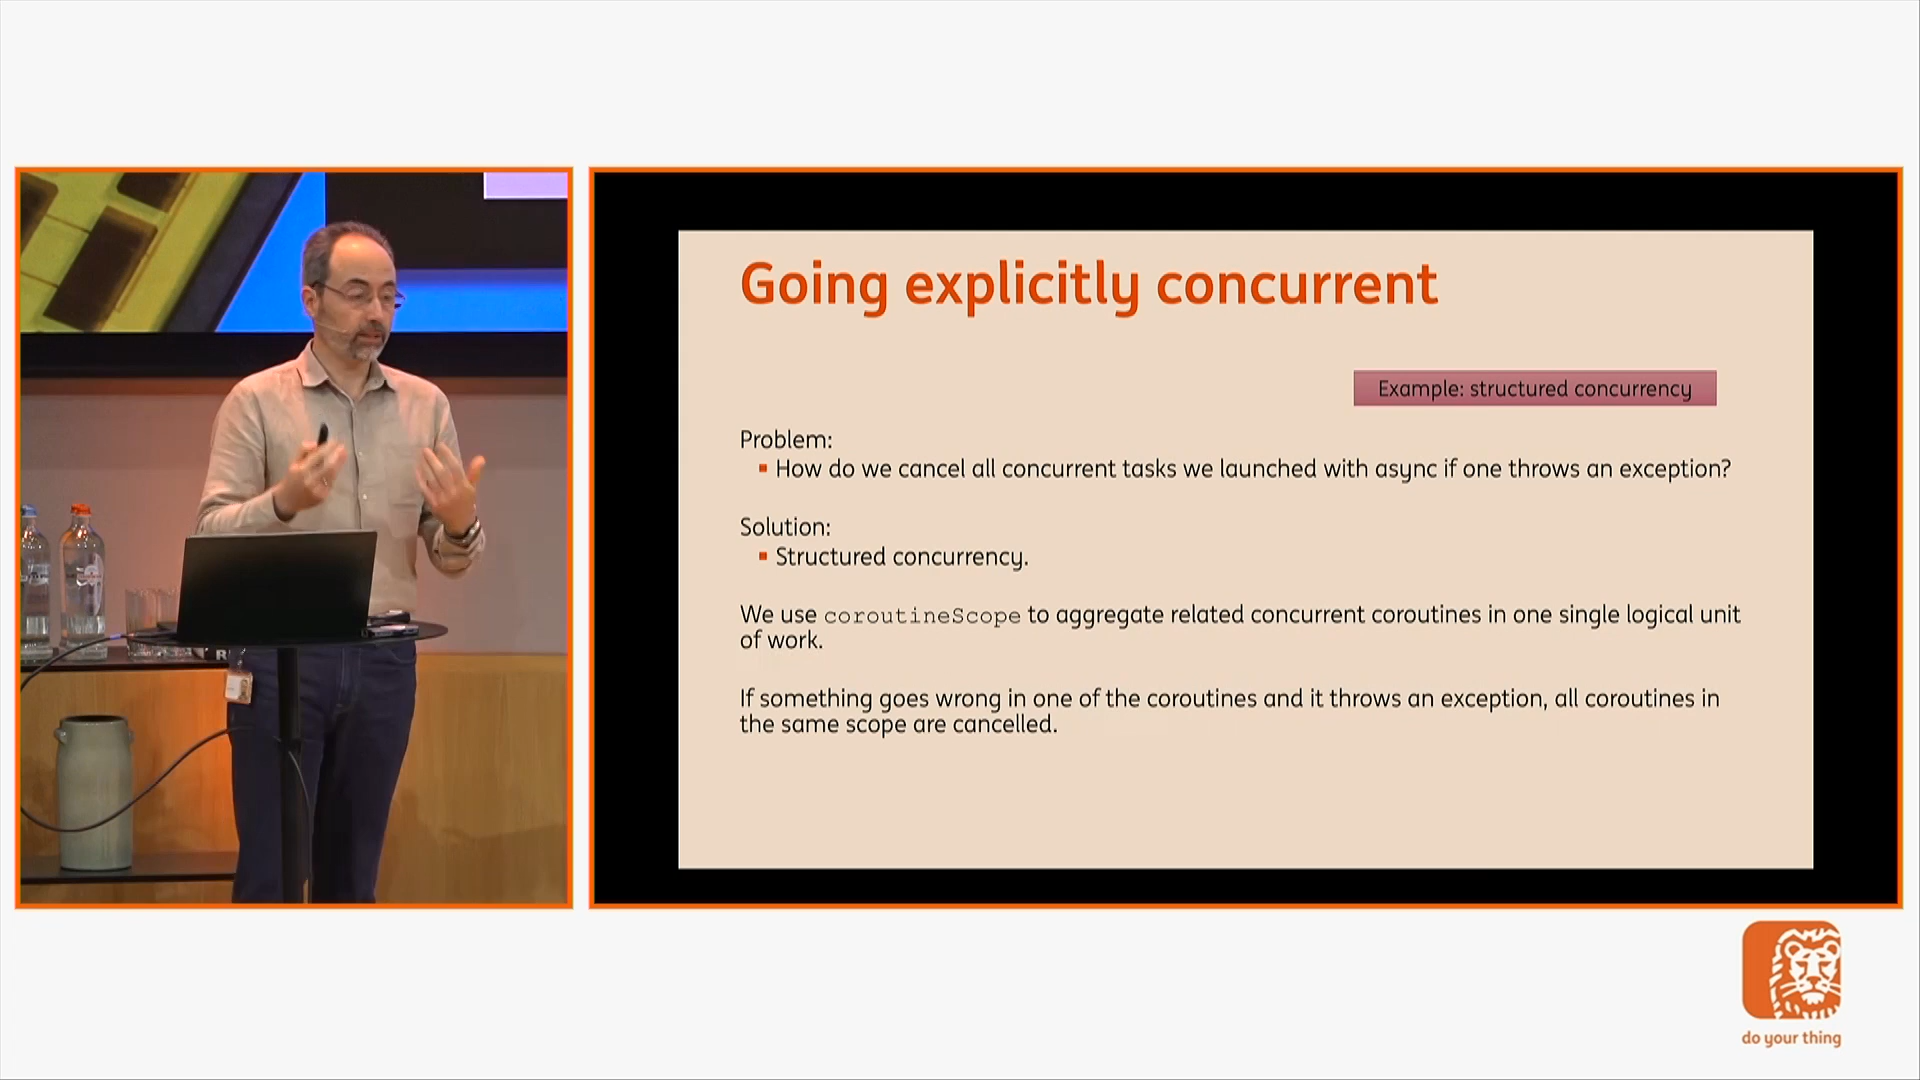 Going explicitly concurrent
Example: structured concurrency
Problem:
▪ How do we cancel all concurrent tasks we launched with async if one throws an exception?
Solution:
▪ Structured concurrency.
We use coroutineScope to aggregate related concurrent coroutines in one single logical unit
of work.
If something goes wrong in one of the coroutines and it throws an exception, all coroutines in
the same scope are cancelled.
do your thing